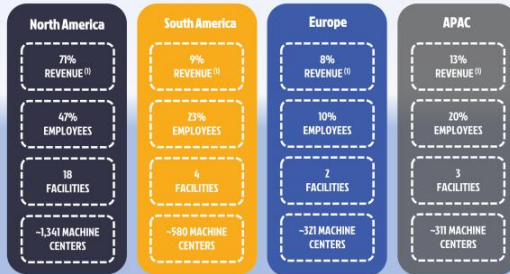 North America
71%
REVENUE (1)
47%
EMPLOYEES
18
FACILITIES
~1,341 MACHINE
CENTERS
South America
9%
REVENUE (1)
23%
EMPLOYEES
4
FACILITIES
~580 MACHINE
CENTERS
Europe
8%
REVENUE (1)
10%
EMPLOYEES
2
FACILITIES
~321 MACHINE
CENTERS
APAC
13%
REVENUE (1)
20%
EMPLOYEES
3
FACILITIES
~311 MACHINE
CENTERS